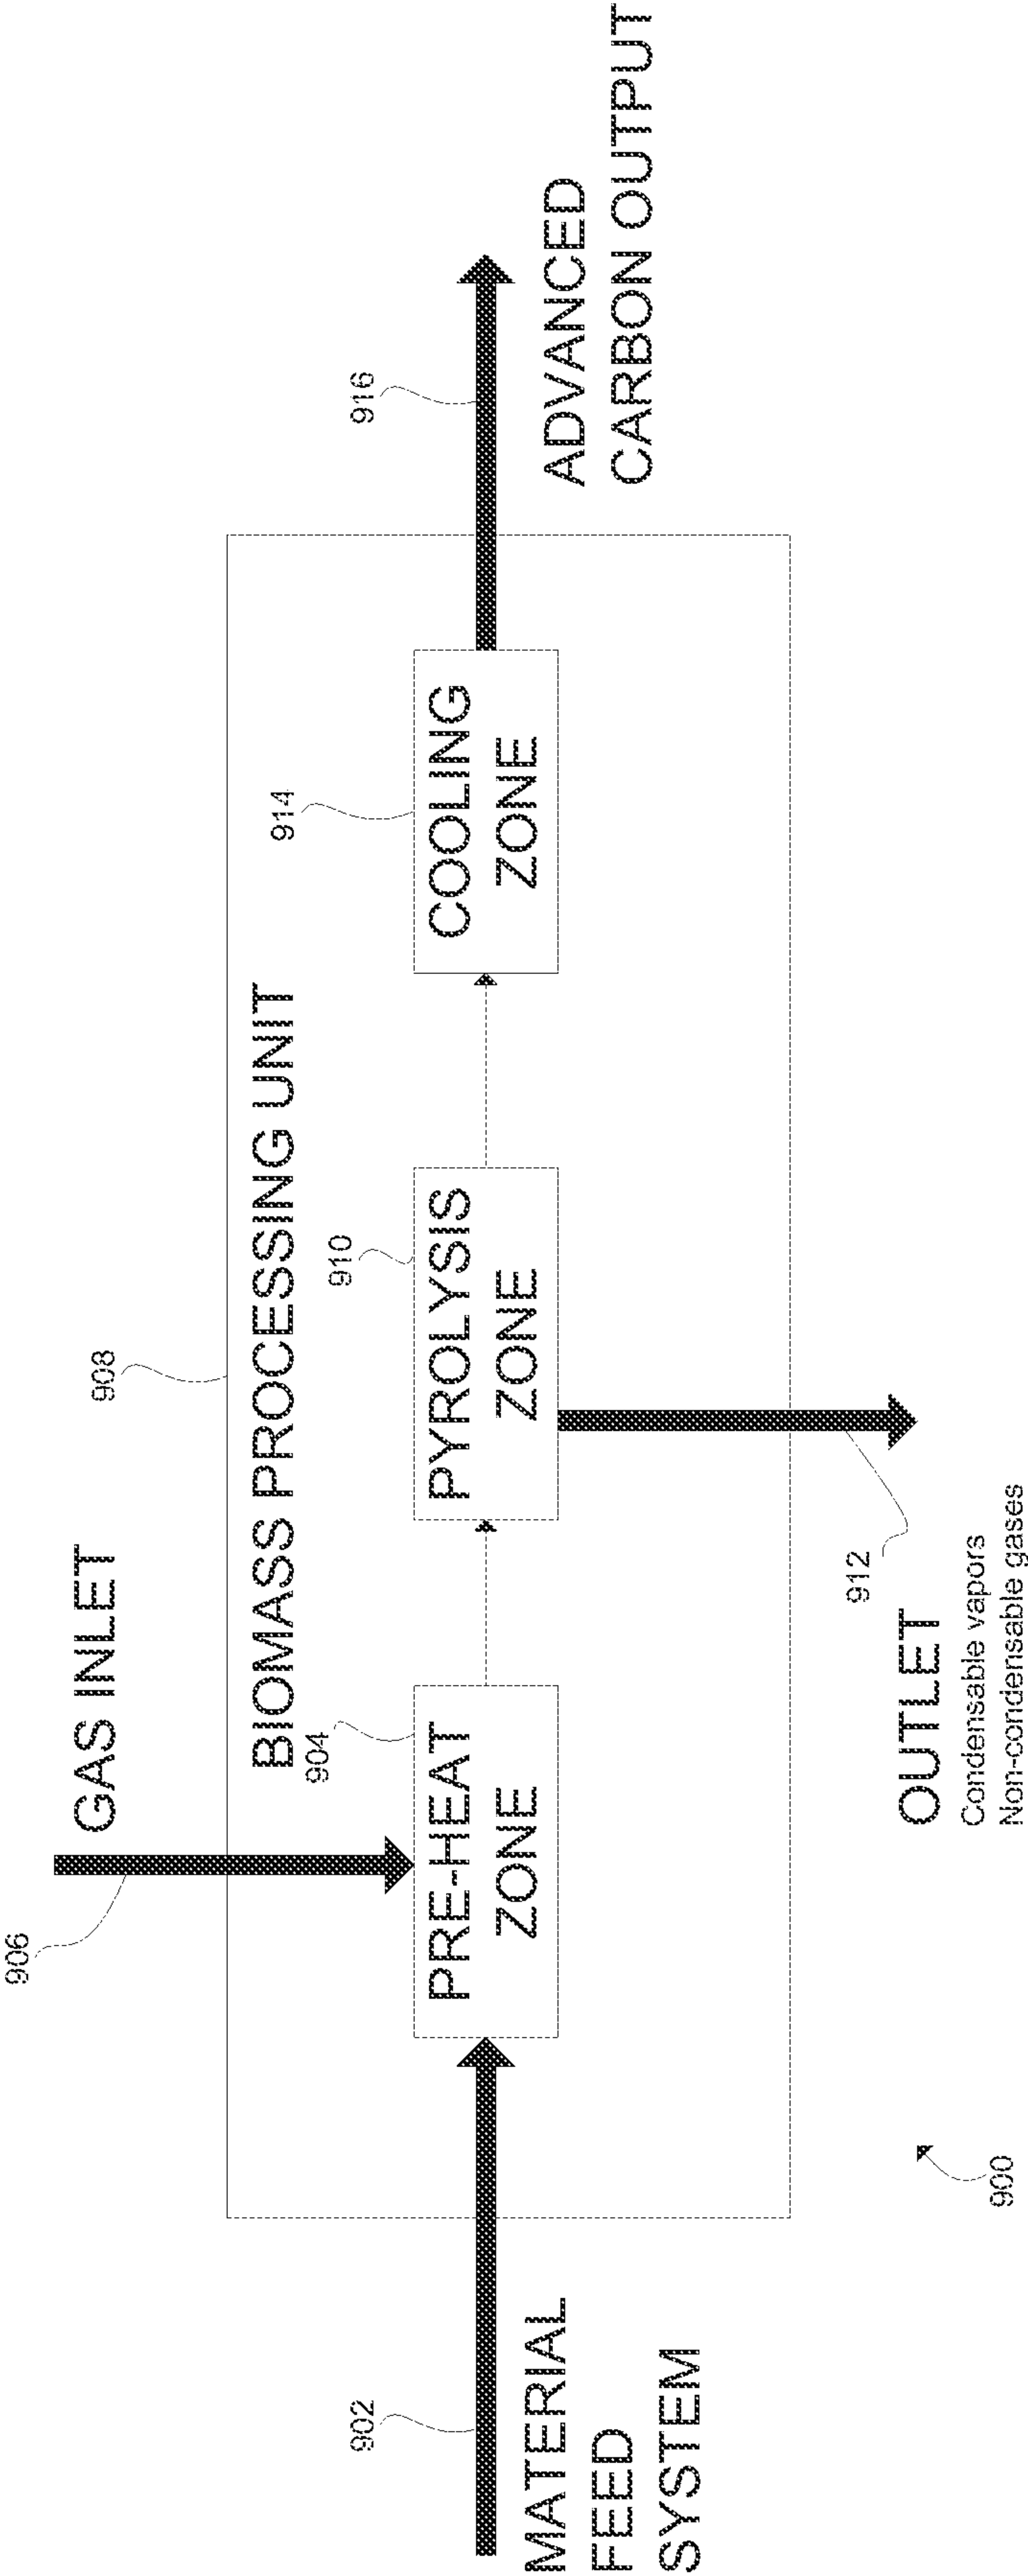 GAS INLET
906
908
BIOMASS PROCESSING UNIT
904
910
914
916
902
PRE-HEAT
ZONE
PYROLYSIS
ZONE
COOLING
ZONE
MATERIAL
FEED
SYSTEM
ADVANCED
CARBON OUTPUT
912
OUTLET
Condensable vapors
Non-condensable gases
900